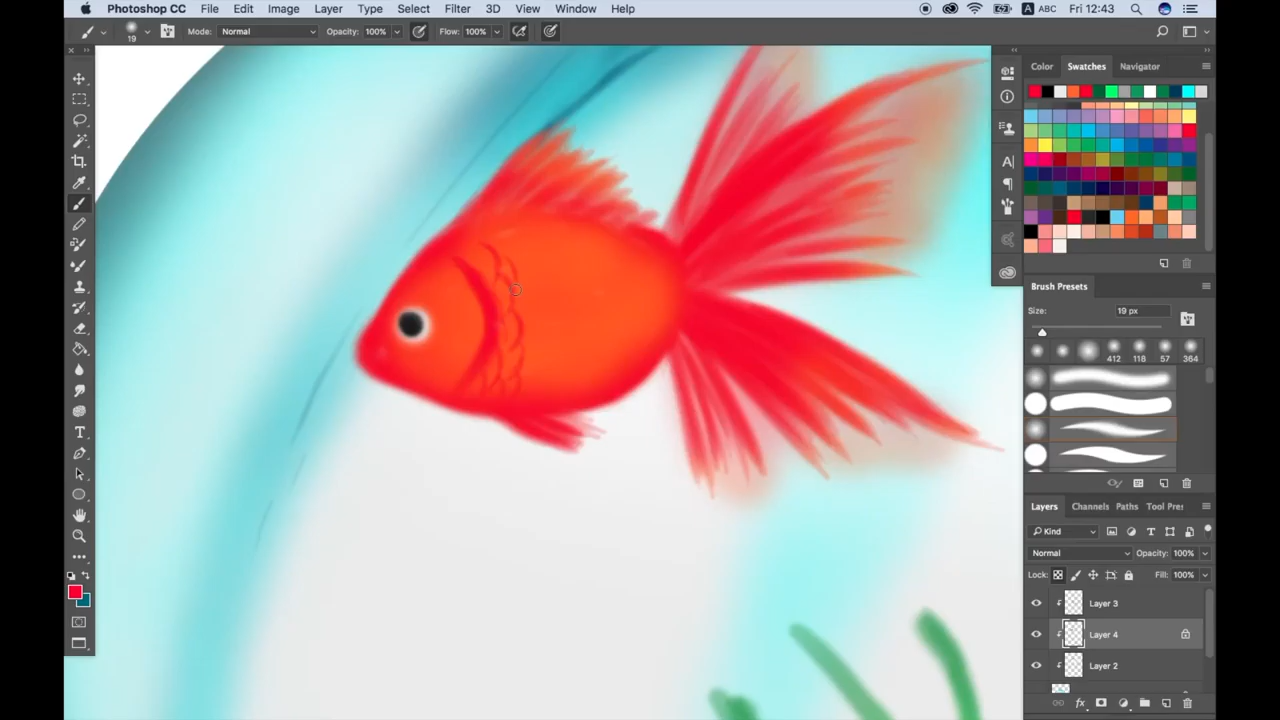 Photoshop CC File Edit Image Layer Type Select Filter 3D View Window Help A ABC Fri 12:43
19 Mode: Normal Opacity: 100% Flow: 100%
Color Swatches Navigator
Brush Presets
Size: 19 px
412 118 57 364
Layers Channels Paths Tool Pres
Kind
Normal Opacity: 100%
Lock: Fill: 100%
Layer 3
Layer 4
Layer 2